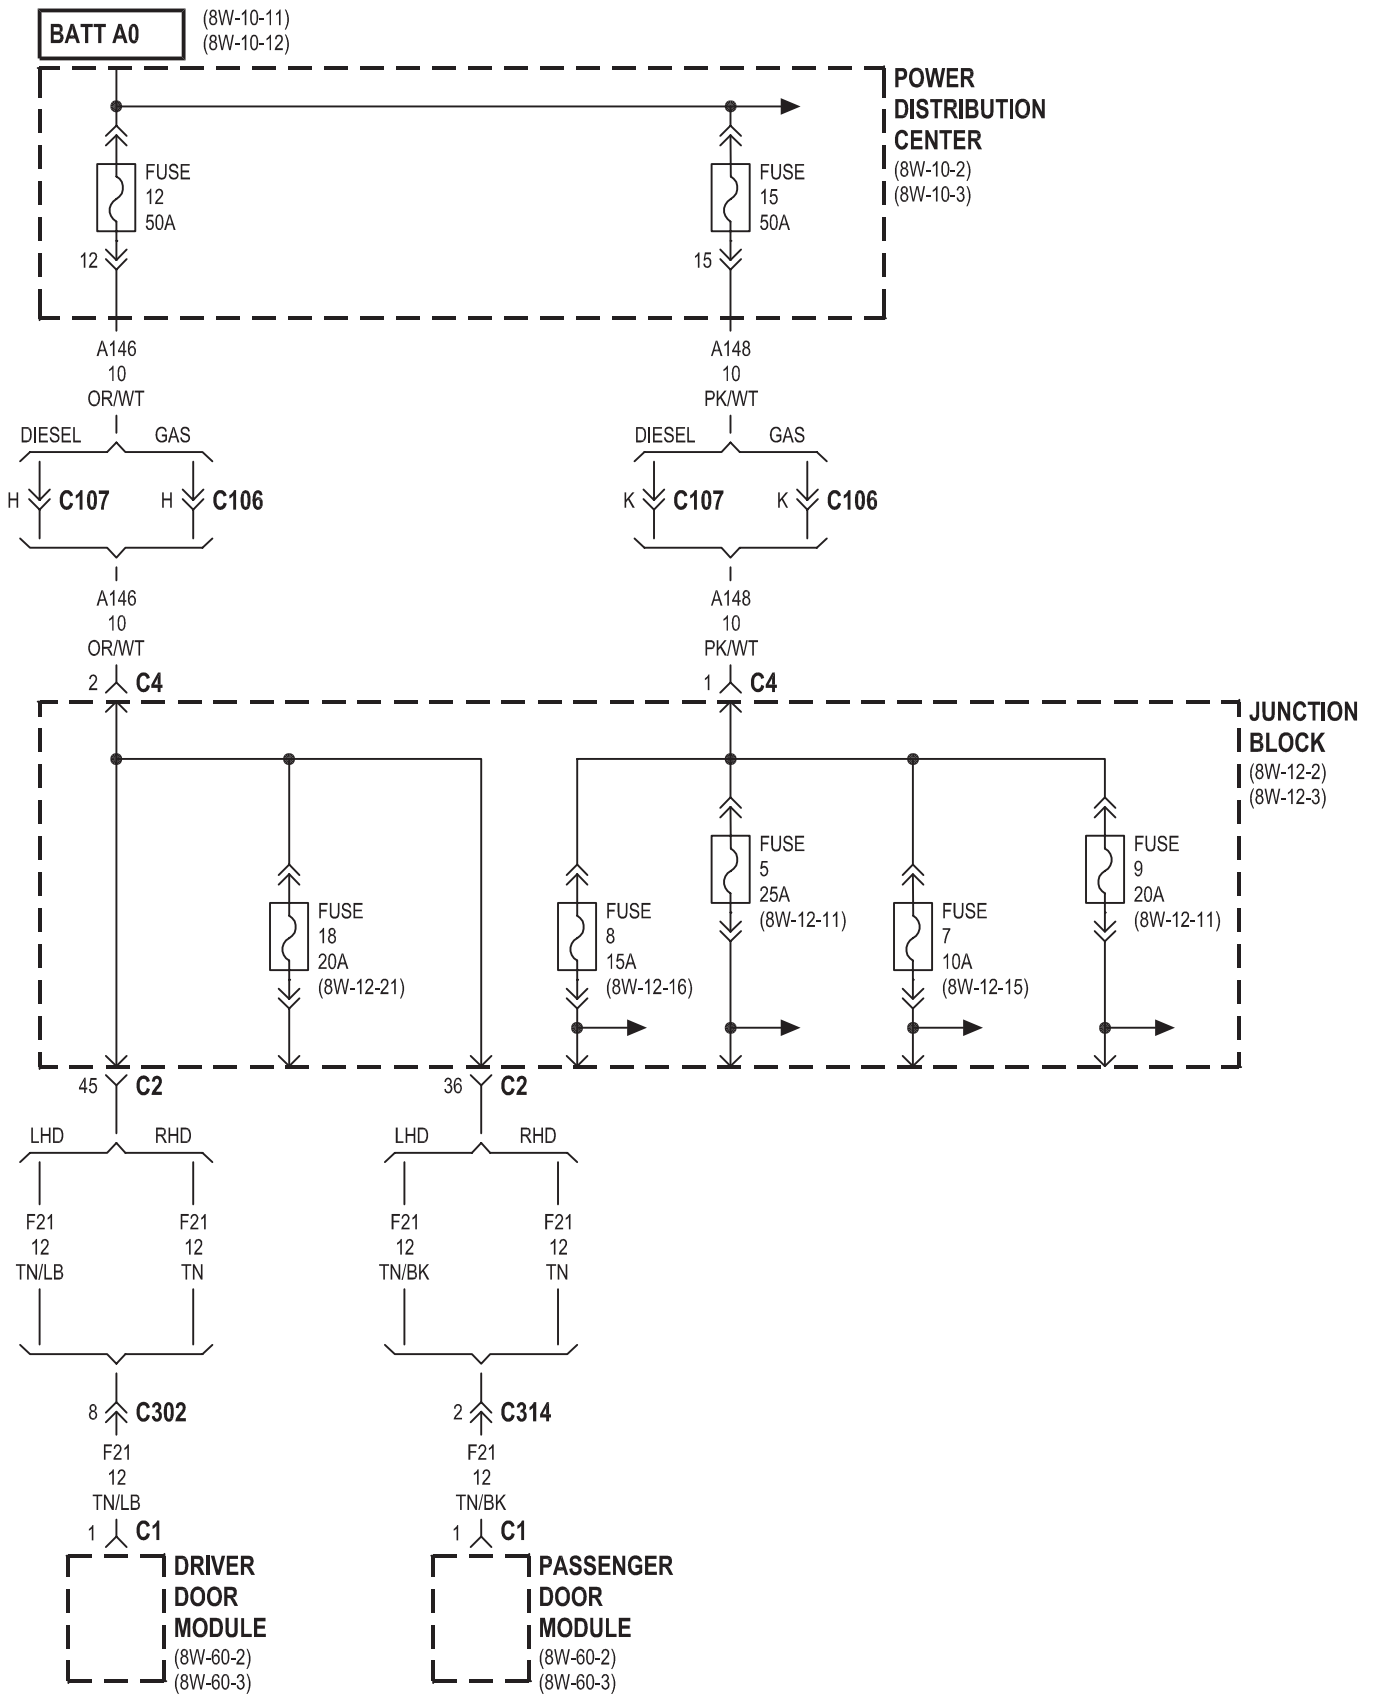 BATT A0
(8W-10-11)
(8W-10-12)
POWER
DISTRIBUTION
CENTER
(8W-10-2)
(8W-10-3)
FUSE
12
50A
12
FUSE
15
50A
15
A146
10
OR/WT
A148
10
PK/WT
DIESEL GAS
H C107 H C106
DIESEL GAS
K C107 K C106
A146
10
OR/WT
2 C4
A148
10
PK/WT
1 C4
JUNCTION
BLOCK
(8W-12-2)
(8W-12-3)
FUSE
18
20A
(8W-12-21)
FUSE
8
15A
(8W-12-16)
FUSE
5
25A
(8W-12-11)
FUSE
7
10A
(8W-12-15)
FUSE
9
20A
(8W-12-11)
45 C2
36 C2
LHD RHD
F21
12
TN/LB
F21
12
TN
LHD RHD
F21
12
TN/BK
F21
12
TN
8 C302
F21
12
TN/LB
1 C1
DRIVER
DOOR
MODULE
(8W-60-2)
(8W-60-3)
2 C314
F21
12
TN/BK
1 C1
PASSENGER
DOOR
MODULE
(8W-60-2)
(8W-60-3)